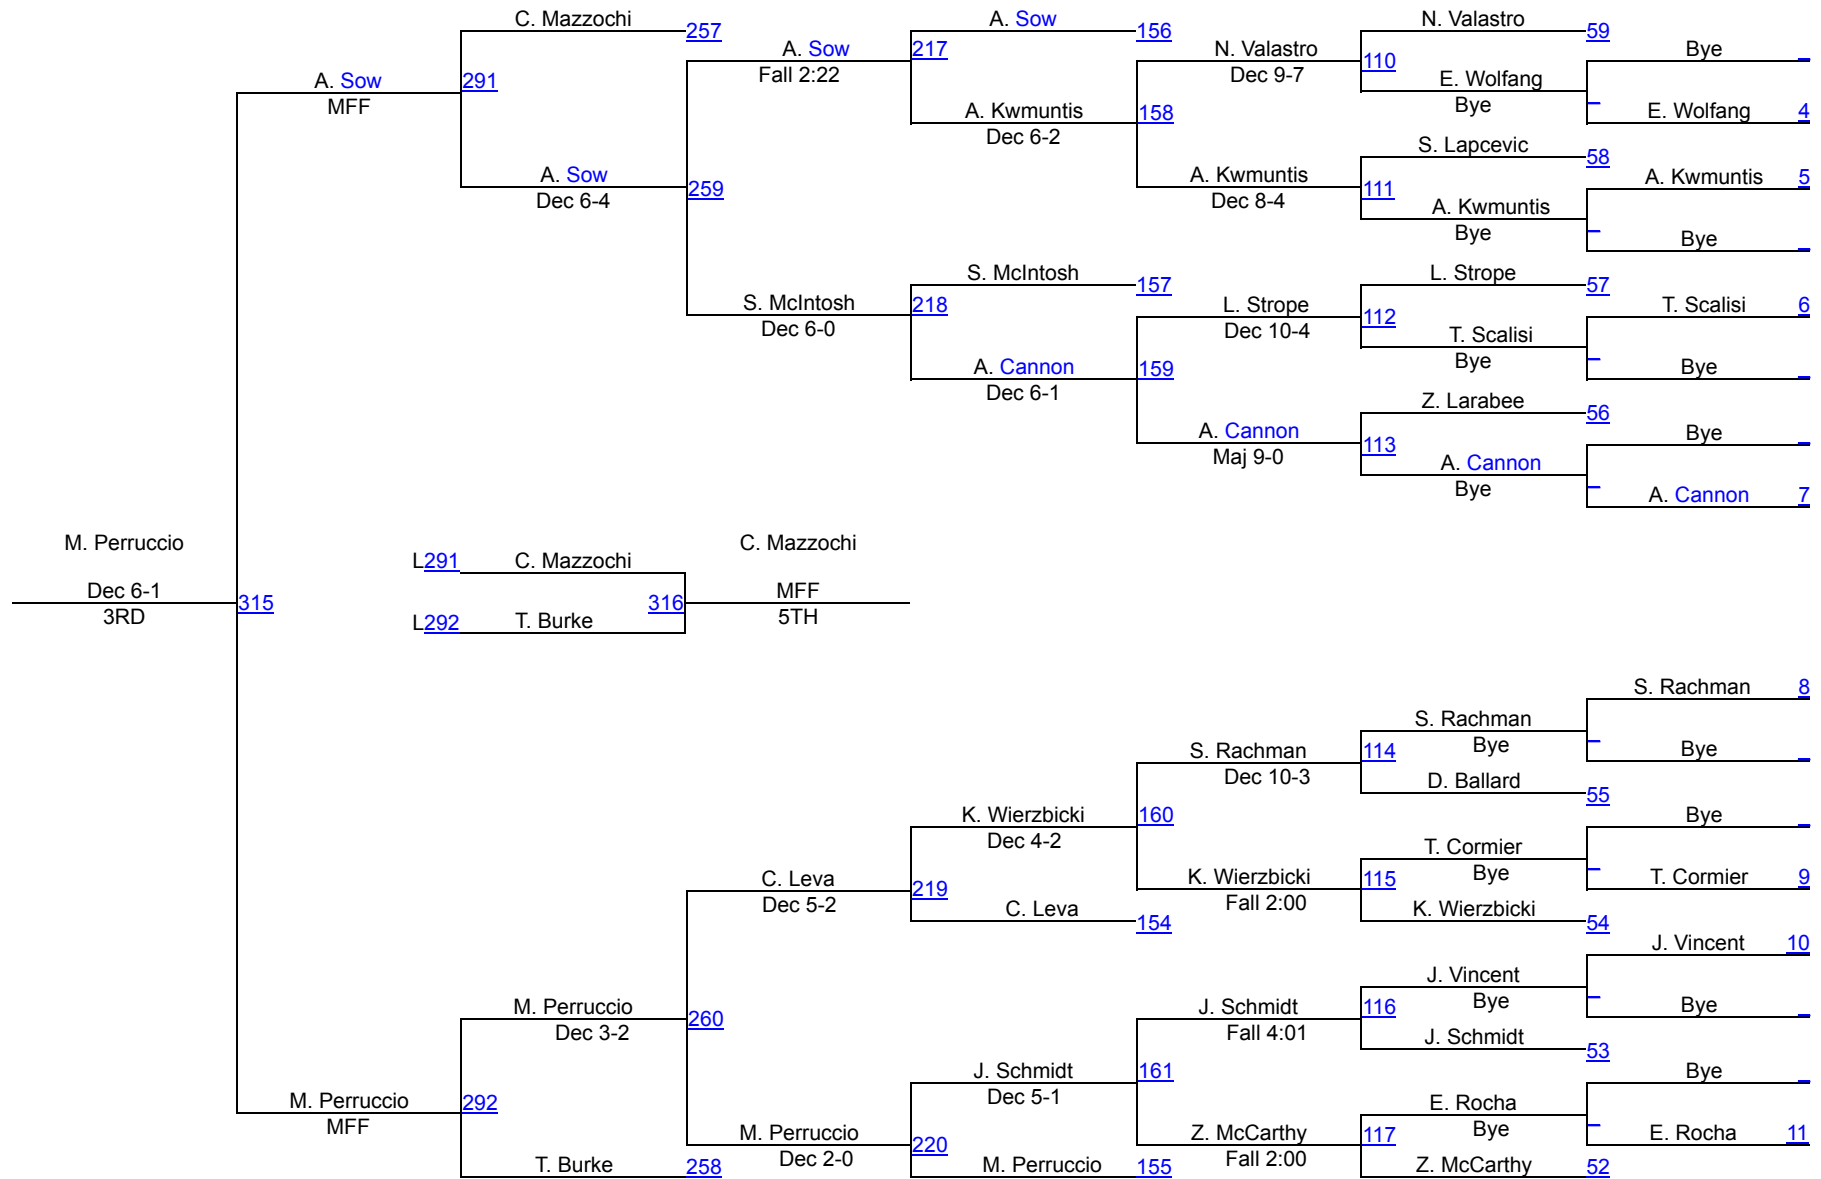 C. Mazzochi
257
A. Sow
156
N. Valastro
59
A. Sow
Fall 2:22
217
N. Valastro
Dec 9-7
110
Bye
_
A. Sow
MFF
291
E. Wolfang
Bye
_
E. Wolfang 4
A. Kwmuntis
Dec 6-2
158
S. Lapcevic
58
A. Sow
Dec 6-4
259
A. Kwmuntis
Dec 8-4
111
A. Kwmuntis 5
A. Kwmuntis
Bye
_
Bye
_
S. McIntosh
157
L. Strope
57
S. McIntosh
Dec 6-0
218
L. Strope
Dec 10-4
112
T. Scalisi 6
T. Scalisi
Bye
_
Bye
_
A. Cannon
Dec 6-1
159
Z. Larabee
56
A. Cannon
Maj 9-0
113
Bye
_
A. Cannon
Bye
_
A. Cannon 7
M. Perruccio
Dec 6-1
3RD
315
L291 C. Mazzochi
L292 T. Burke
316
C. Mazzochi
MFF
5TH
S. Rachman 8
S. Rachman
Bye
_
Bye
_
S. Rachman
Dec 10-3
114
D. Ballard
55
K. Wierzbicki
Dec 4-2
160
Bye
_
T. Cormier
Bye
_
T. Cormier 9
C. Leva
Dec 5-2
219
K. Wierzbicki
Fall 2:00
115
K. Wierzbicki
54
C. Leva
154
J. Vincent 10
J. Vincent
Bye
_
Bye
_
M. Perruccio
Dec 3-2
260
J. Schmidt
Fall 4:01
116
J. Schmidt
53
J. Schmidt
Dec 5-1
161
Bye
_
M. Perruccio
MFF
292
E. Rocha
Bye
_
E. Rocha 11
M. Perruccio
Dec 2-0
220
Z. McCarthy
Fall 2:00
117
T. Burke
258
M. Perruccio
155
Z. McCarthy
52